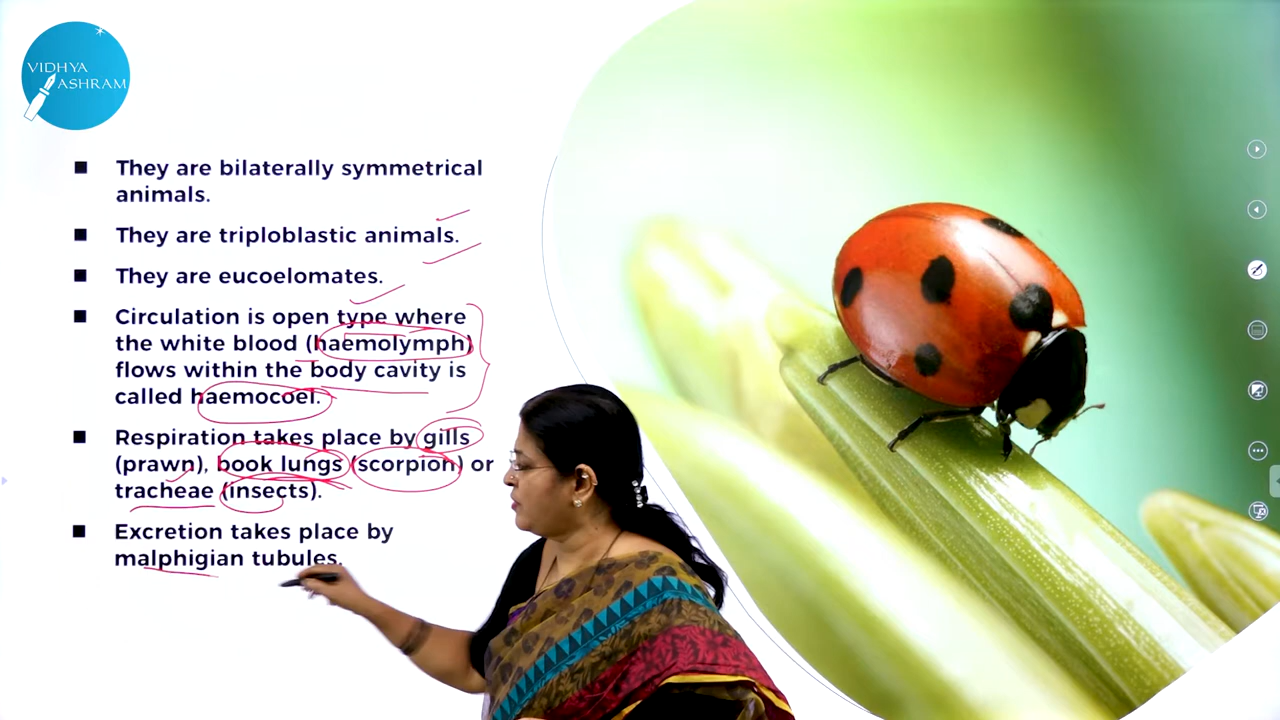 VIDHYA
ASHRAM
They are bilaterally symmetrical
animals.
They are triploblastic animals.
They are eucoelomates.
Circulation is open type where
the white blood (haemolymph)
flows within the body cavity is
called haemocoel.
Respiration takes place by gills
(prawn), book lungs (scorpion) or
tracheae (insects).
Excretion takes place by
malphigian tubules.